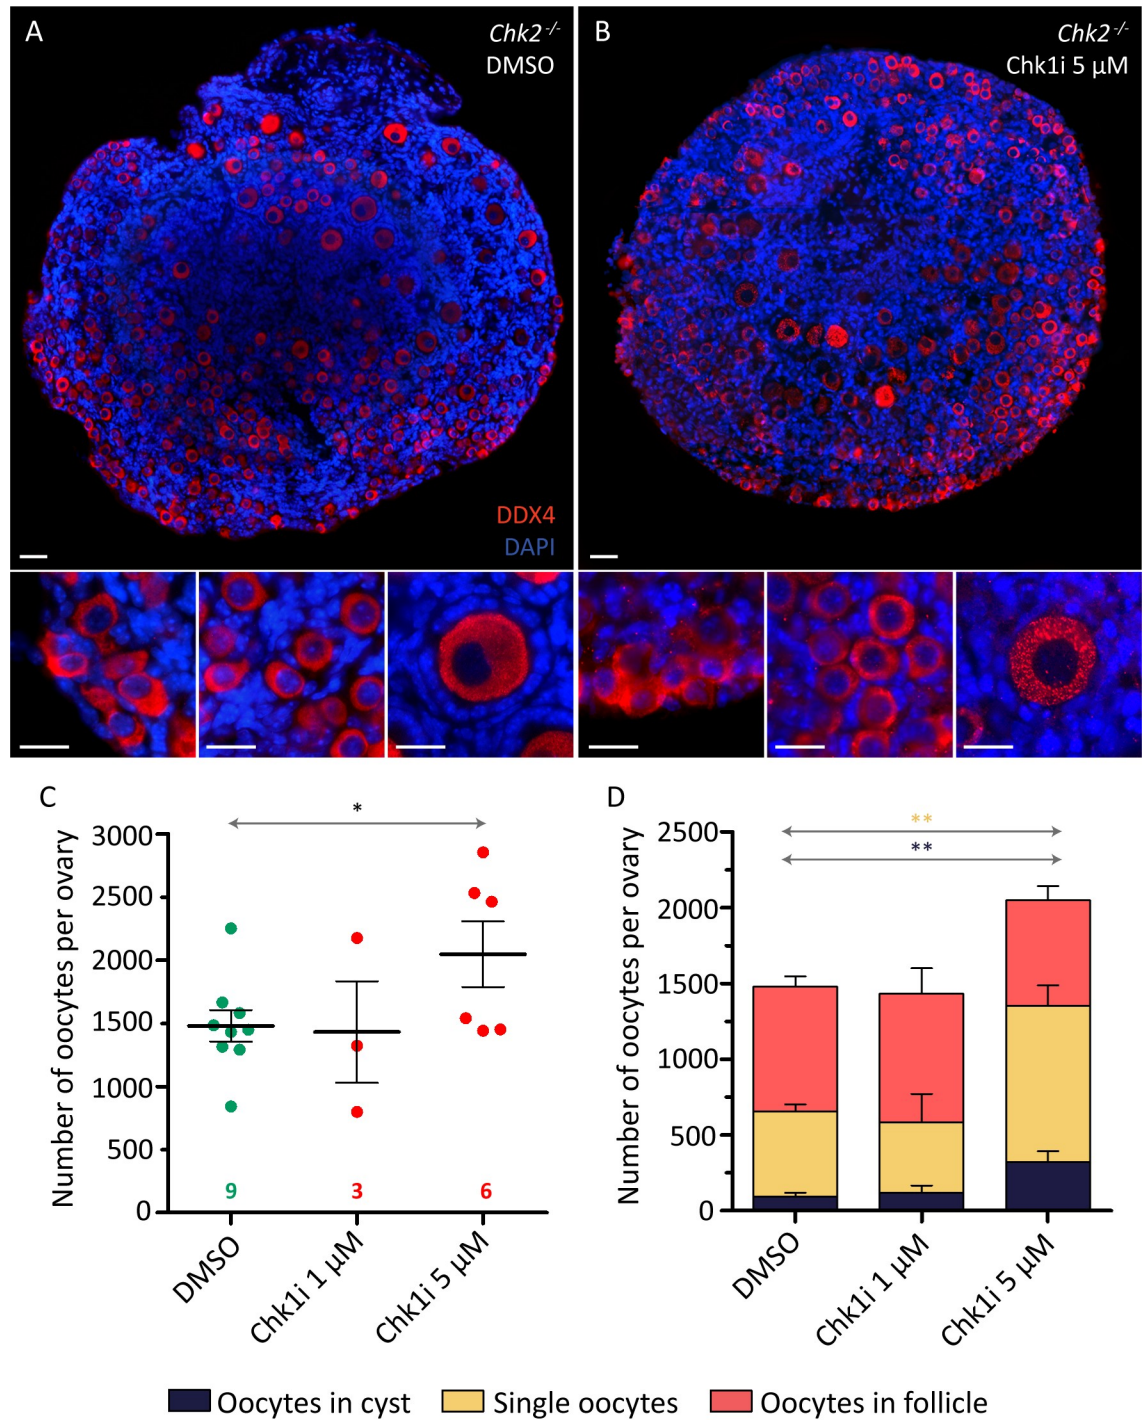 A
Chk2 -/-
DMSO
DDX4
DAPI
B
Chk2 -/-
Chk1i 5 µM
C
Number of oocytes per ovary
3000
2500
2000
1500
1000
500
0
*
9
3
6
DMSO
Chk1i 1 µM
Chk1i 5 µM
D
Number of oocytes per ovary
2500
2000
1500
1000
500
0
**
**
DMSO
Chk1i 1 µM
Chk1i 5 µM
Oocytes in cyst
Single oocytes
Oocytes in follicle